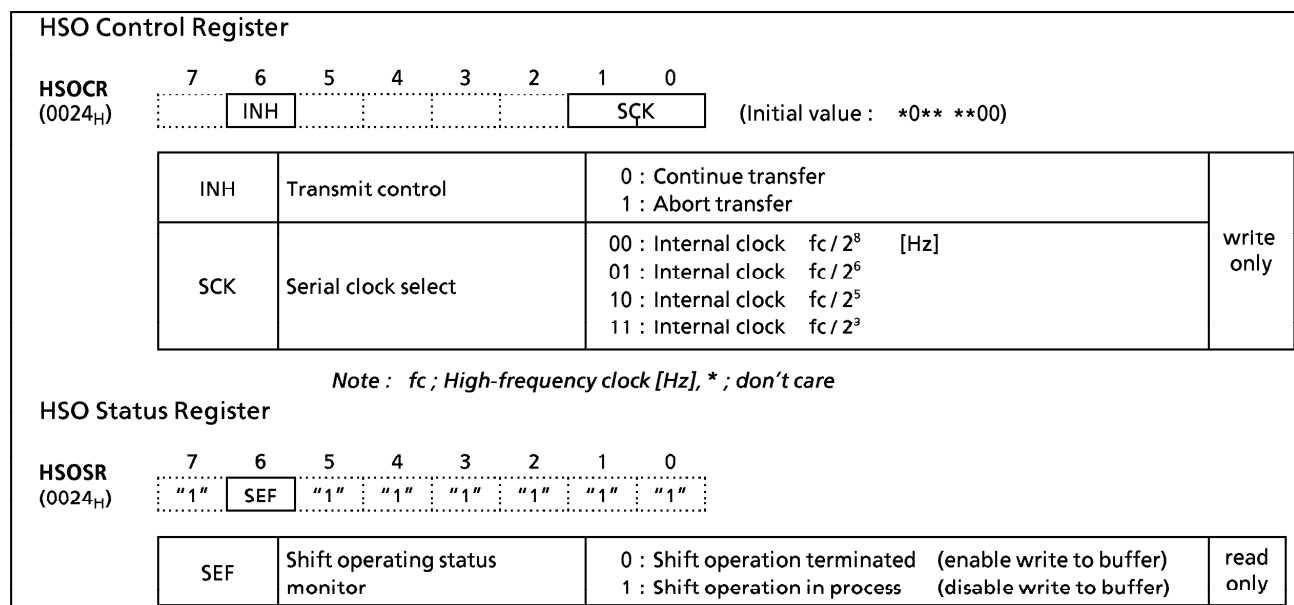 HSO Control Register
7 6 5 4 3 2 1 0
HSOCR
(0024H)
INH SCK (Initial value : *0** **00)
INH Transmit control
0 : Continue transfer
1 : Abort transfer
write only
SCK Serial clock select
00 : Internal clock fc / 2⁸ [Hz]
01 : Internal clock fc / 2⁶
10 : Internal clock fc / 2⁵
11 : Internal clock fc / 2³
Note : fc ; High-frequency clock [Hz], * ; don't care
HSO Status Register
7 6 5 4 3 2 1 0
HSOSR
(0024H)
"1" SEF "1" "1" "1" "1" "1" "1"
SEF
Shift operating status
monitor
0 : Shift operation terminated (enable write to buffer)
1 : Shift operation in process (disable write to buffer)
read
only